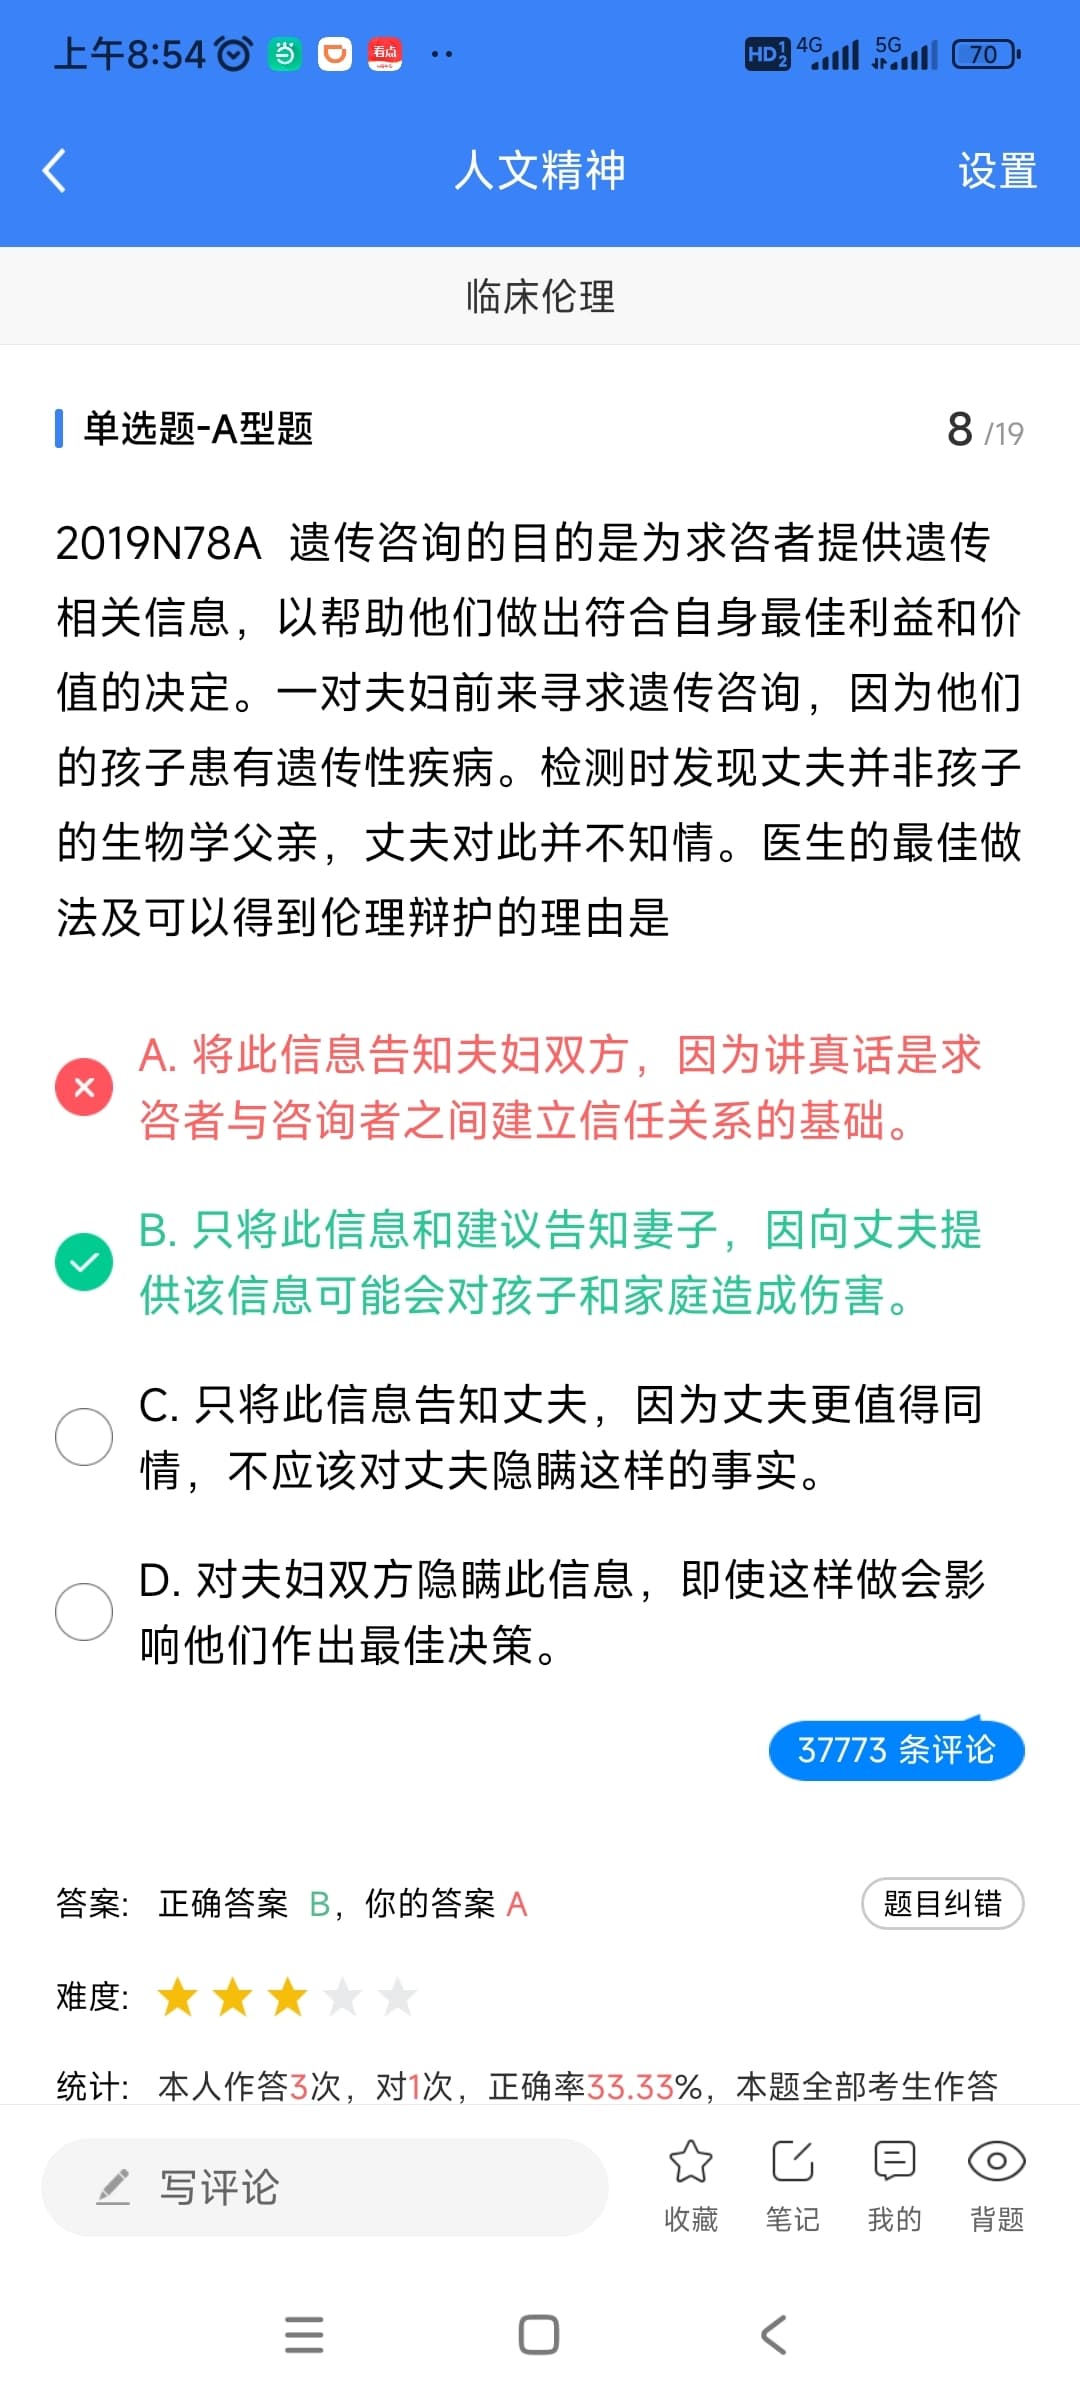 上午8:54
看点
HD 1 2 4G 5G 70
人文精神 设置
临床伦理
单选题-A型题 8 /19
2019N78A 遗传咨询的目的是为求咨者提供遗传
相关信息，以帮助他们做出符合自身最佳利益和价
值的决定。一对夫妇前来寻求遗传咨询，因为他们
的孩子患有遗传性疾病。检测时发现丈夫并非孩子
的生物学父亲，丈夫对此并不知情。医生的最佳做
法及可以得到伦理辩护的理由是
A. 将此信息告知夫妇双方，因为讲真话是求
咨者与咨询者之间建立信任关系的基础。
B. 只将此信息和建议告知妻子，因向丈夫提
供该信息可能会对孩子和家庭造成伤害。
C. 只将此信息告知丈夫，因为丈夫更值得同
情，不应该对丈夫隐瞒这样的事实。
D. 对夫妇双方隐瞒此信息，即使这样做会影
响他们作出最佳决策。
37773 条评论
答案: 正确答案 B，你的答案 A 题目纠错
难度:
统计: 本人作答3次，对1次，正确率33.33%，本题全部考生作答
写评论 收藏 笔记 我的 背题